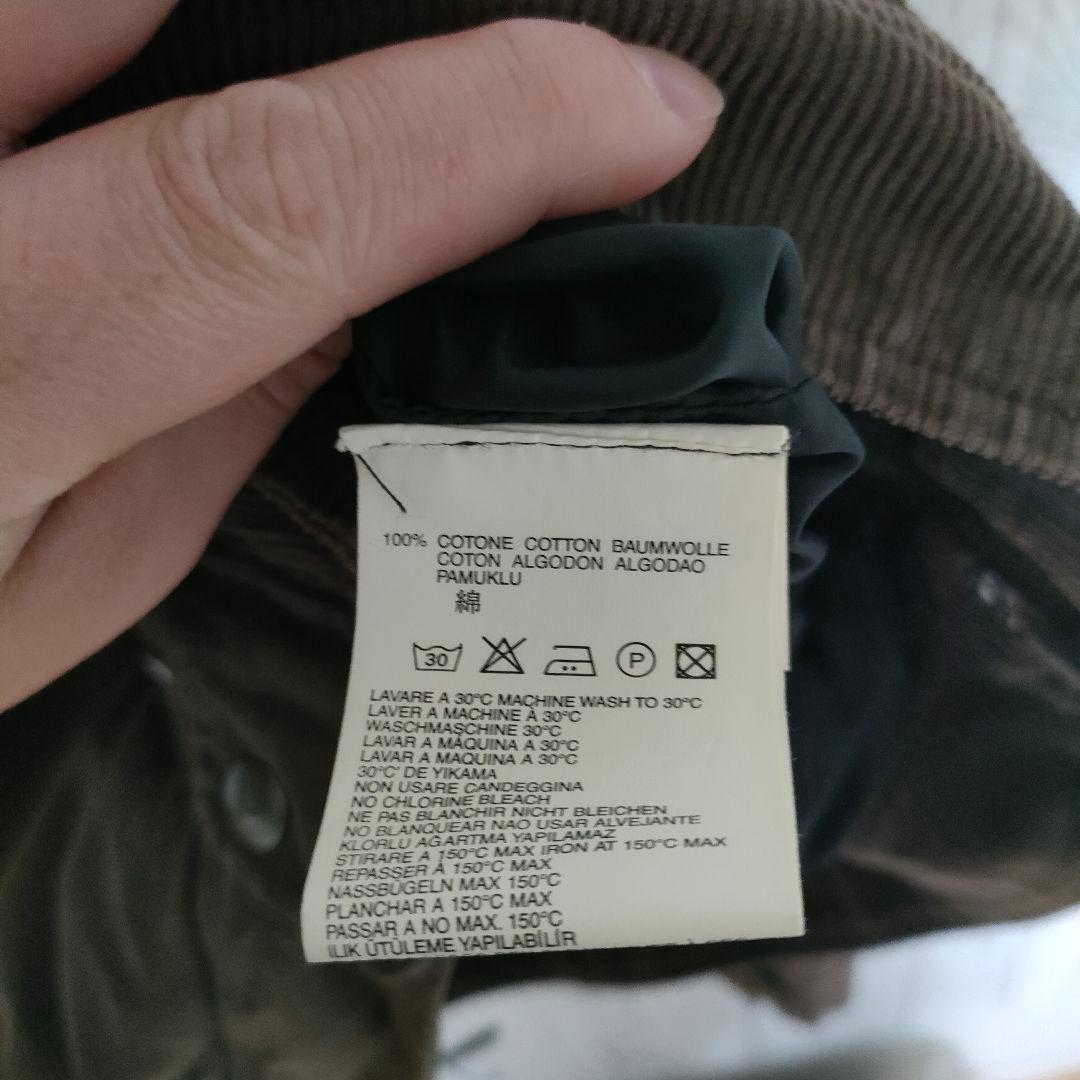 100% COTONE COTTON BAUMWOLLE
COTON ALGODON ALGODAO
PAMUKLU
綿
30 P
LAVARE A 30°C MACHINE WASH TO 30°C
LAVER A MACHINE À 30°C
WASCHMASCHINE 30°C
LAVAR A MÁQUINA A 30°C
LAVAR A MAQUINA A 30°C
30°C' DE YIKAMA
NON USARE CANDEGGINA
NO CHLORINE BLEACH
NE PAS BLANCHIR NICHT BLEICHEN
NO BLANQUEAR NAO USAR ALVEJANTE
KLORLU AĞARTMA YAPILAMAZ
STIRARE A 150°C MAX IRON AT 150°C MAX
REPASSER À 150°C MAX
NASSBÜGELN MAX 150°C
PLANCHAR A 150°C MAX
PASSAR A NO MAX. 150°C
ILIK ÜTÜLEME YAPILABİLİR